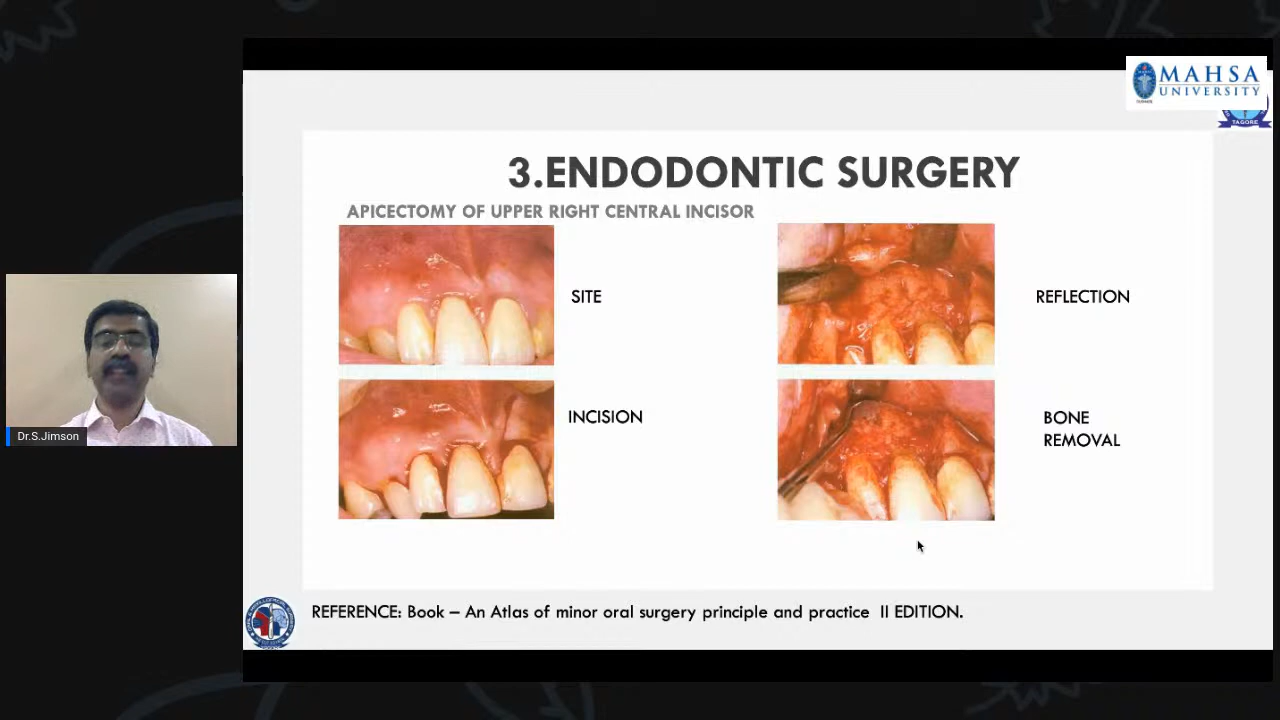 MAHSA
UNIVERSITY
TAGORE
3.ENDODONTIC SURGERY
APICECTOMY OF UPPER RIGHT CENTRAL INCISOR
SITE
REFLECTION
INCISION
BONE
REMOVAL
Dr.S.Jimson
REFERENCE: Book – An Atlas of minor oral surgery principle and practice II EDITION.